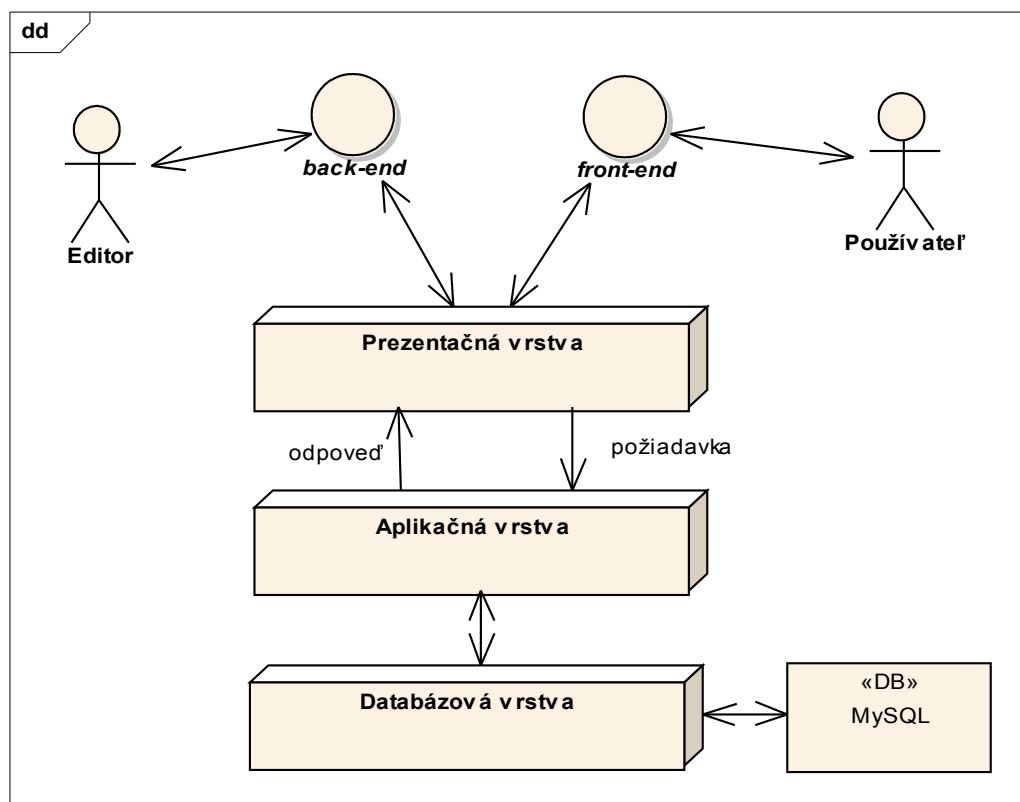 dd
back-end
front-end
Editor
Používateľ
Prezentačná vrstva
odpoveď
požiadavka
Aplikačná vrstva
Databázová vrstva
«DB»
MySQL